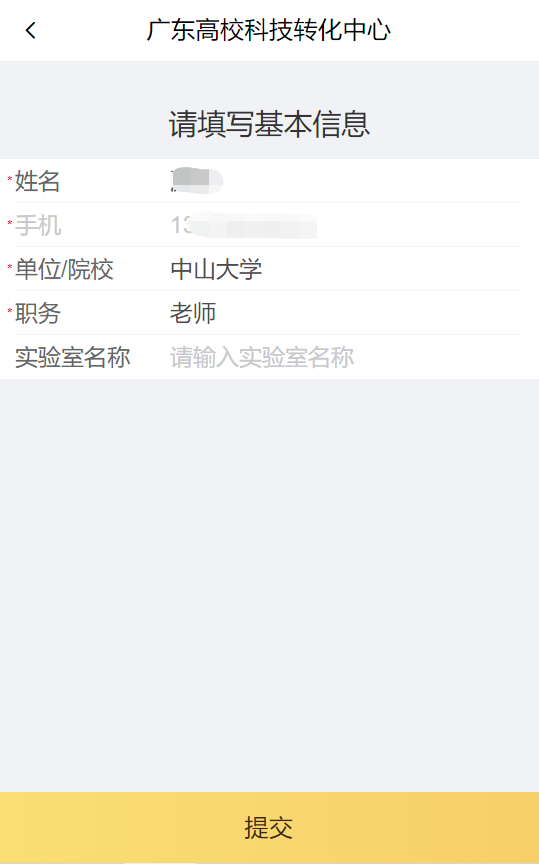 广东高校科技转化中心
请填写基本信息
*姓名
*手机 13
*单位/院校 中山大学
*职务 老师
实验室名称 请输入实验室名称
提交